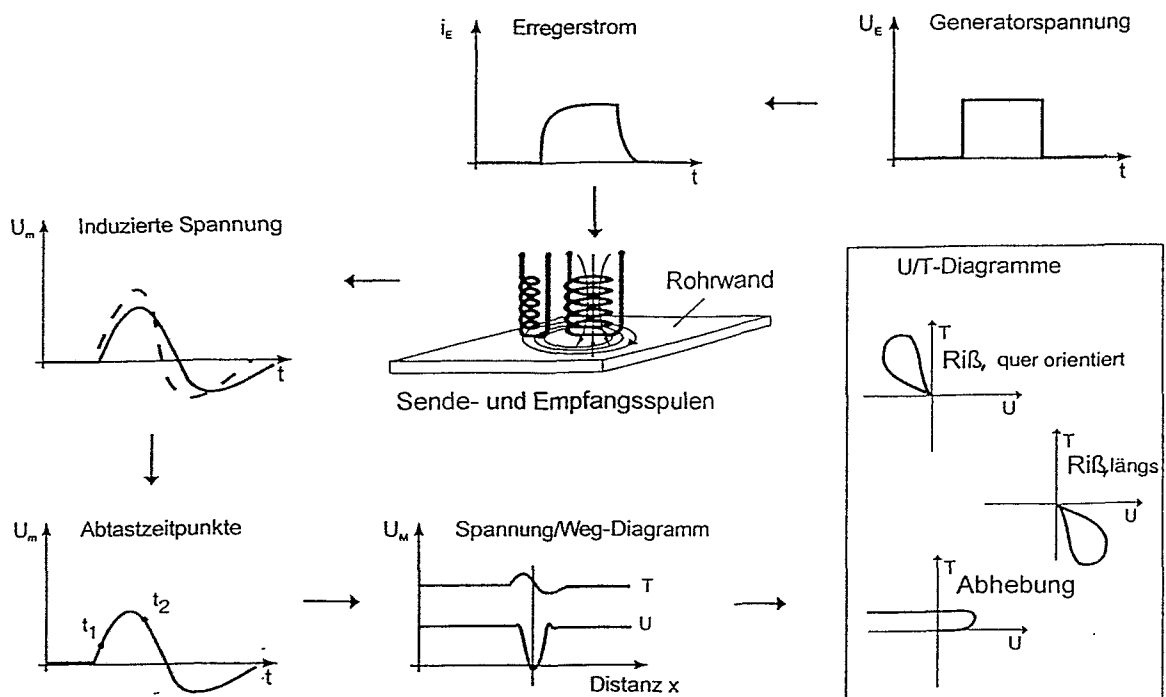 i_E Erregerstrom
t
U_E Generatorspannung
t
U_m Induzierte Spannung
t
Rohrwand
Sende- und Empfangsspulen
U_m Abtastzeitpunkte
t_1
t_2
t
U_M Spannung/Weg-Diagramm
T
U
Distanz x
U/T-Diagramme
T
Riß, quer orientiert
U
T
Riß,längs
U
T
Abhebung
U